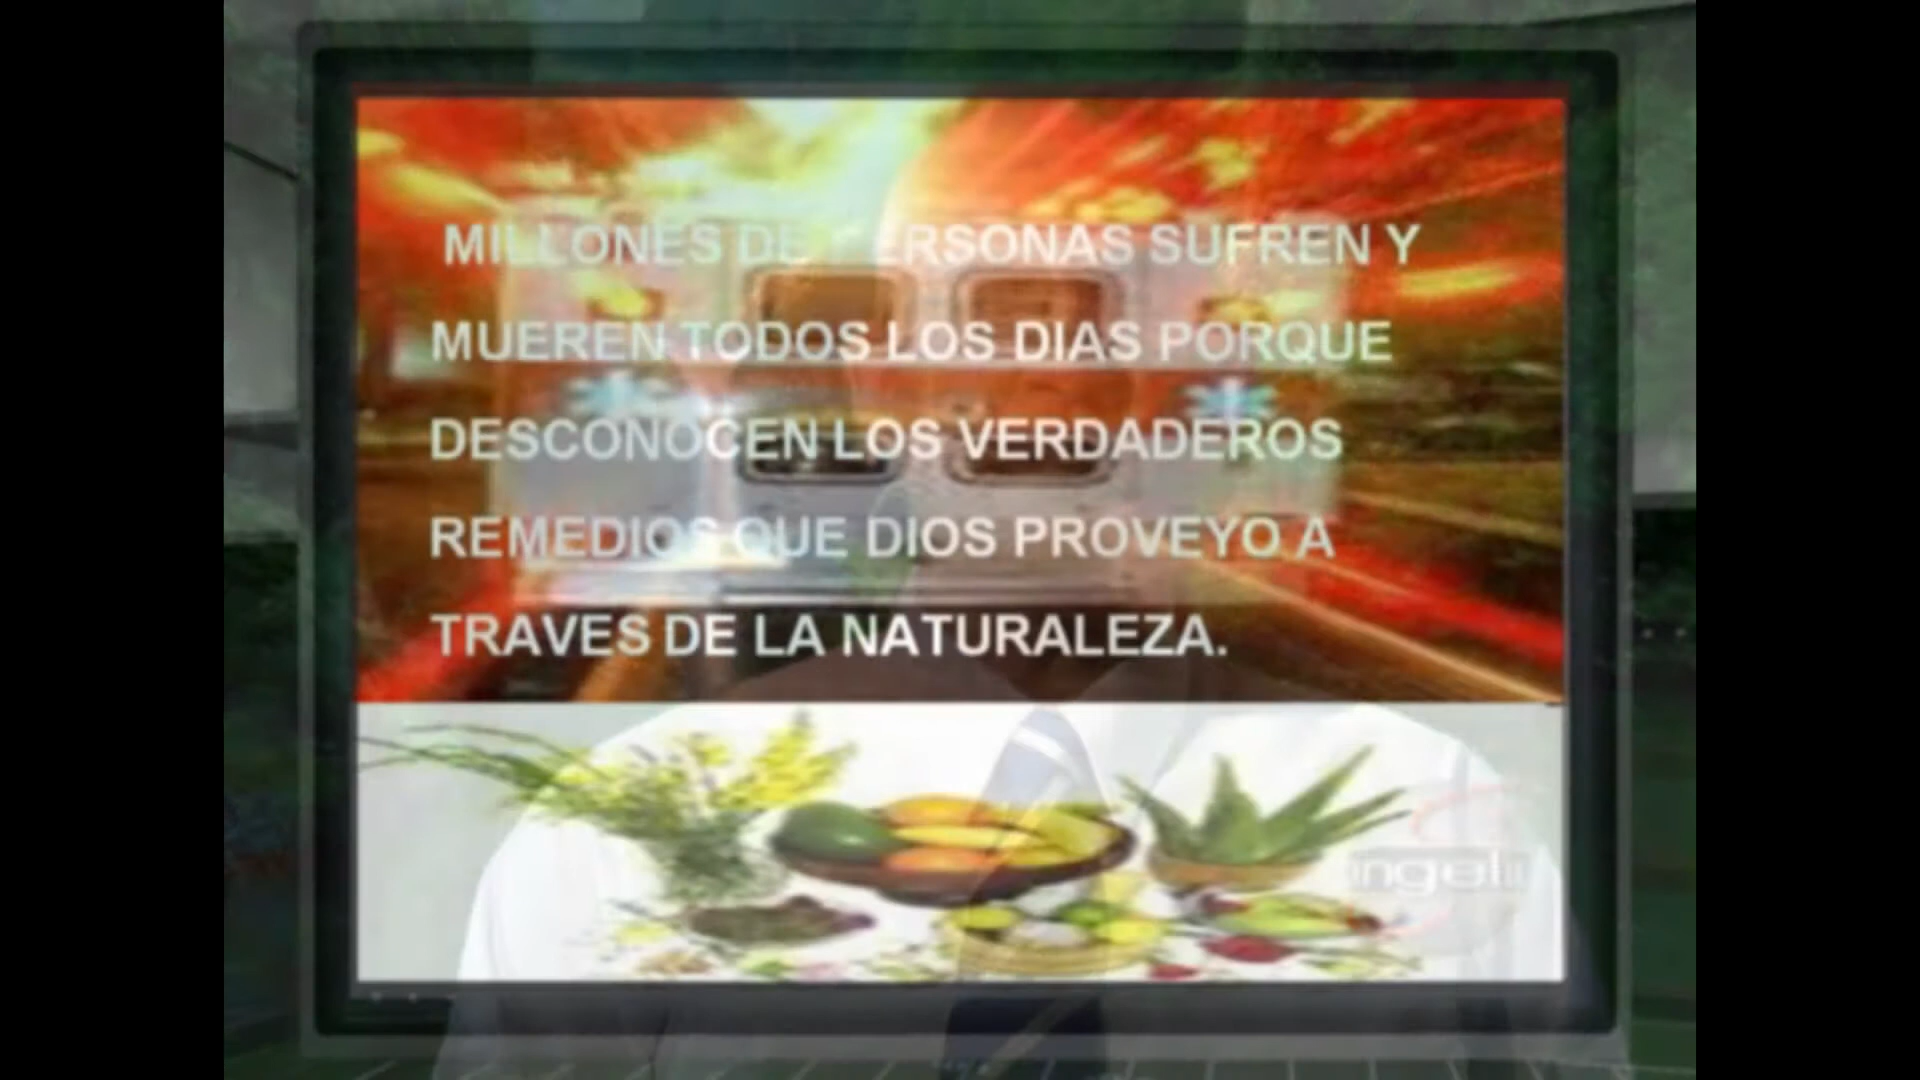 MILLONES DE PERSONAS SUFREN Y
MUEREN TODOS LOS DIAS PORQUE
DESCONOCEN LOS VERDADEROS
REMEDIOS QUE DIOS PROVEYO A
TRAVES DE LA NATURALEZA.